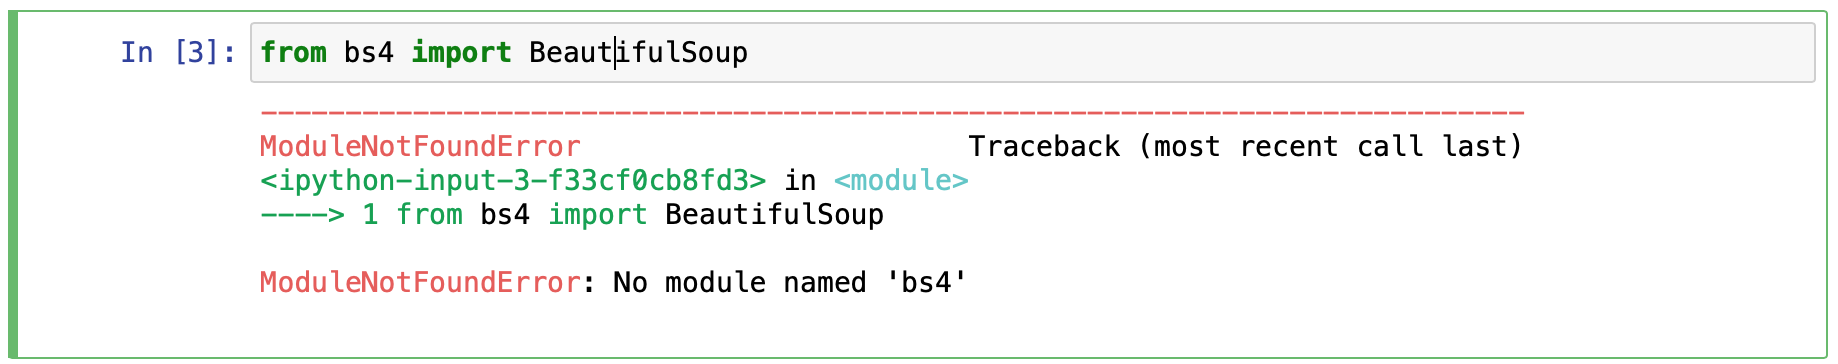 In [3]: from bs4 import BeautifulSoup
---------------------------------------------------------------------------
ModuleNotFoundError Traceback (most recent call last)
<ipython-input-3-f33cf0cb8fd3> in <module>
----> 1 from bs4 import BeautifulSoup
ModuleNotFoundError: No module named 'bs4'